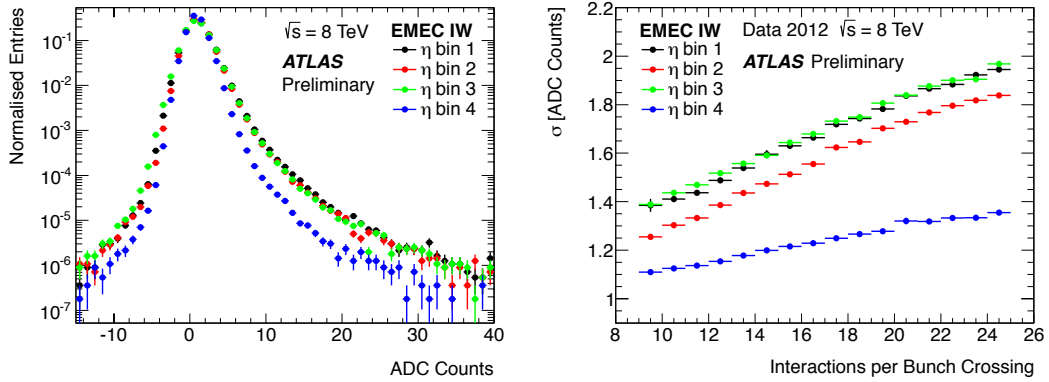 Normalised Entries
10⁻¹
10⁻²
10⁻³
10⁻⁴
10⁻⁵
10⁻⁶
10⁻⁷
√s = 8 TeV
ATLAS
Preliminary
EMEC IW
η bin 1
η bin 2
η bin 3
η bin 4
-10 0 10 20 30 40
ADC Counts
σ [ADC Counts]
2.2
2
1.8
1.6
1.4
1.2
1
EMEC IW Data 2012 √s = 8 TeV
η bin 1
η bin 2 ATLAS Preliminary
η bin 3
η bin 4
8 10 12 14 16 18 20 22 24 26
Interactions per Bunch Crossing